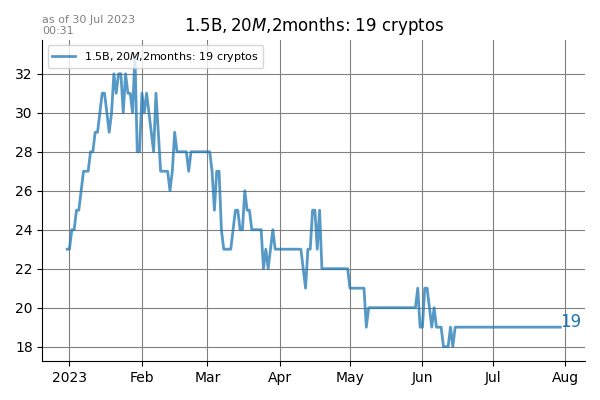 as of 30 Jul 2023
00:31
1.5B, 20M,2months: 19 cryptos
1.5B, 20M,2months: 19 cryptos
32
30
28
26
24
22
20
18
19
2023 Feb Mar Apr May Jun Jul Aug